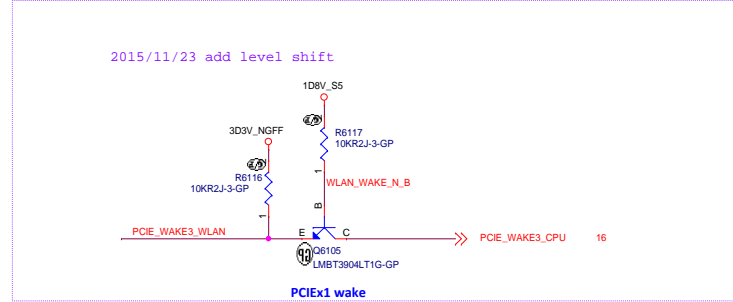 2015/11/23 add level shift
1D8V_S5
R6117
10KR2J-3-GP
3D3V_NGFF
R6116
10KR2J-3-GP
1
WLAN_WAKE_N_B
1
B
PCIE_WAKE3_WLAN
E
C
PCIE_WAKE3_CPU
16
Q6105
LMBT3904LT1G-GP
PCIEx1 wake